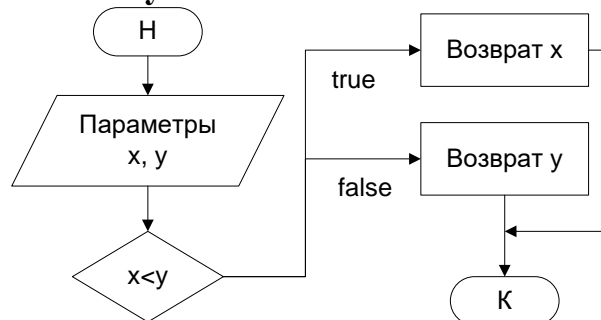 Н
Параметры
x, y
x<y
true
false
Возврат x
Возврат y
К